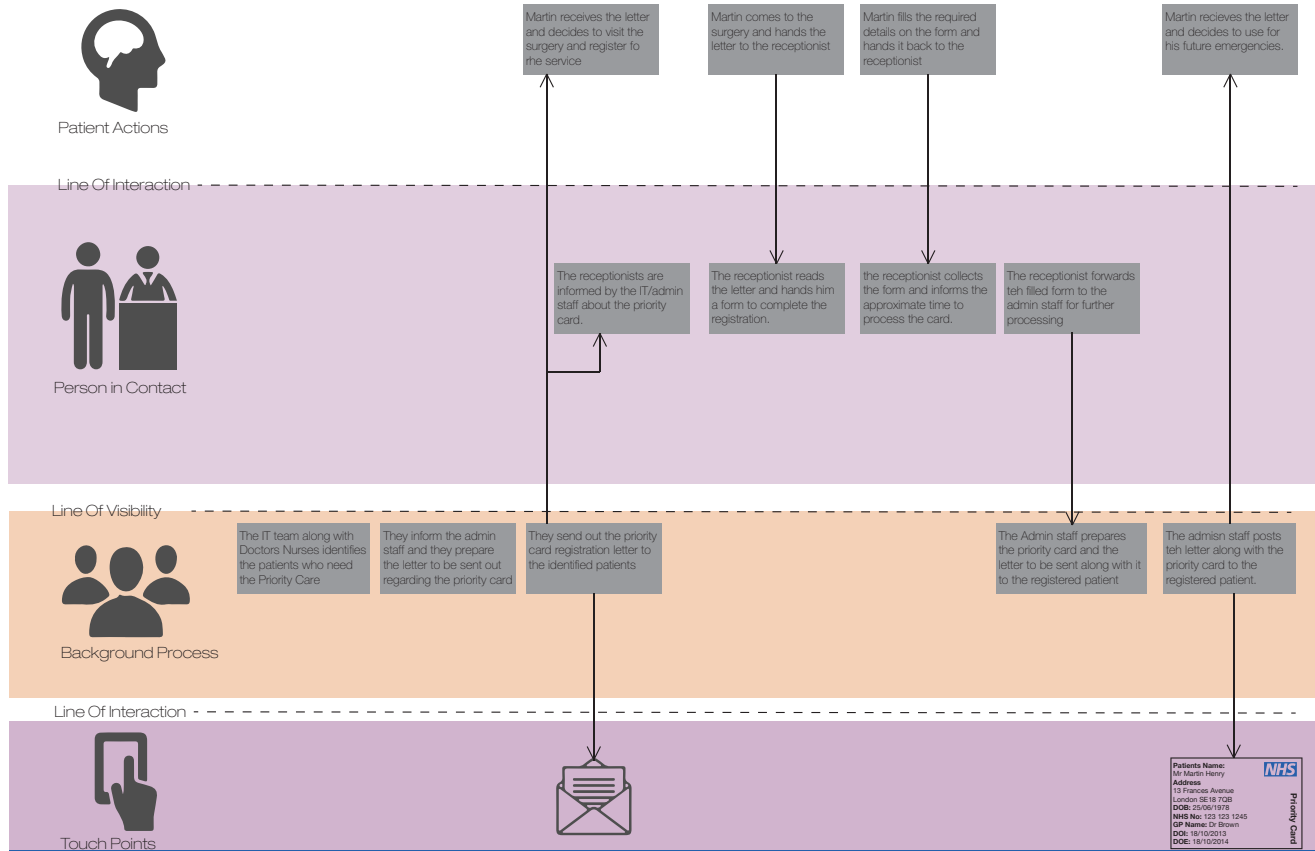 Martin receives the letter
and decides to visit the
surgery and register fo
rhe service
Martin comes to the
surgery and hands the
letter to the receptionist
Martin fills the required
details on the form and
hands it back to the
receptionist
Martin recieves the letter
and decides to use for
his future emergencies.
Patient Actions
Line Of Interaction
The receptionists are
informed by the IT/admin
staff about the priority
card.
The receptionist reads
the letter and hands him
a form to complete the
registration.
the receptionist collects
the form and informs the
approximate time to
process the card.
The receptionist forwards
teh filled form to the
admin staff for further
processing
Person in Contact
Line Of Visibility
The IT team along with
Doctors Nurses identifies
the patients who need
the Priority Care
They inform the admin
staff and they prepare
the letter to be sent out
regarding the priority card
They send out the priority
card registration letter to
the identified patients
The Admin staff prepares
the priority card and the
letter to be sent along with it
to the registered patient
The admisn staff posts
teh letter along with the
priority card to the
registered patient.
Background Process
Line Of Interaction
Touch Points
Patients Name:
Mr Martin Henry
Address
13 Frances Avenue
London SE18 7QB
DOB: 25/06/1978
NHS No: 123 123 1245
GP Name: Dr Brown
DOI: 18/10/2013
DOE: 18/10/2014
NHS
Priority Card